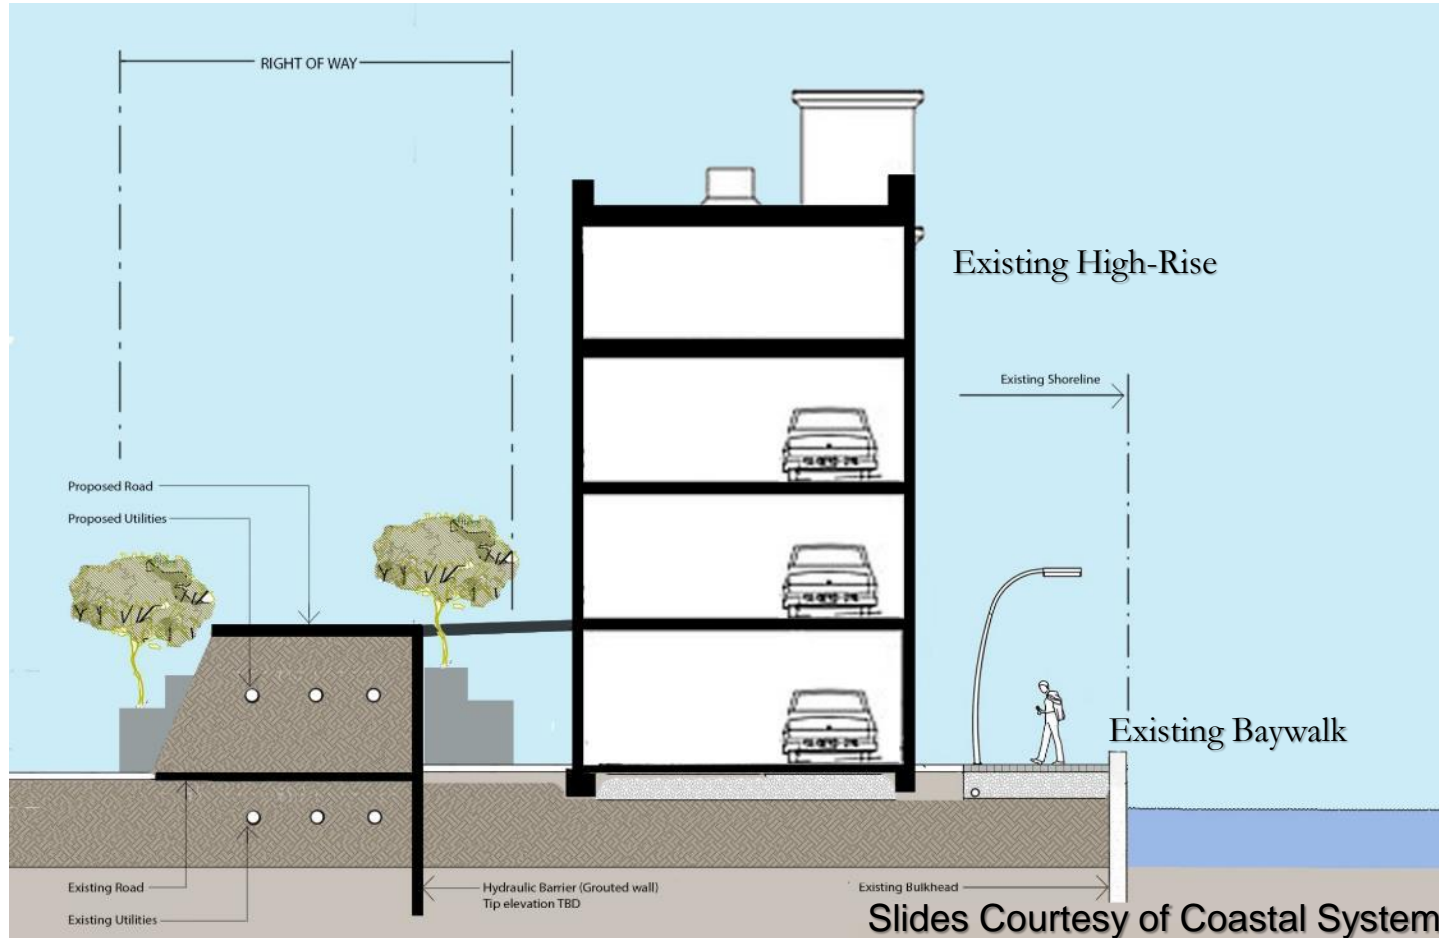 RIGHT OF WAY
Existing High-Rise
Existing Shoreline
Proposed Road
Proposed Utilities
Existing Baywalk
Existing Road
Hydraulic Barrier (Grouted wall)
Tip elevation TBD
Existing Bulkhead
Existing Utilities
Slides Courtesy of Coastal System